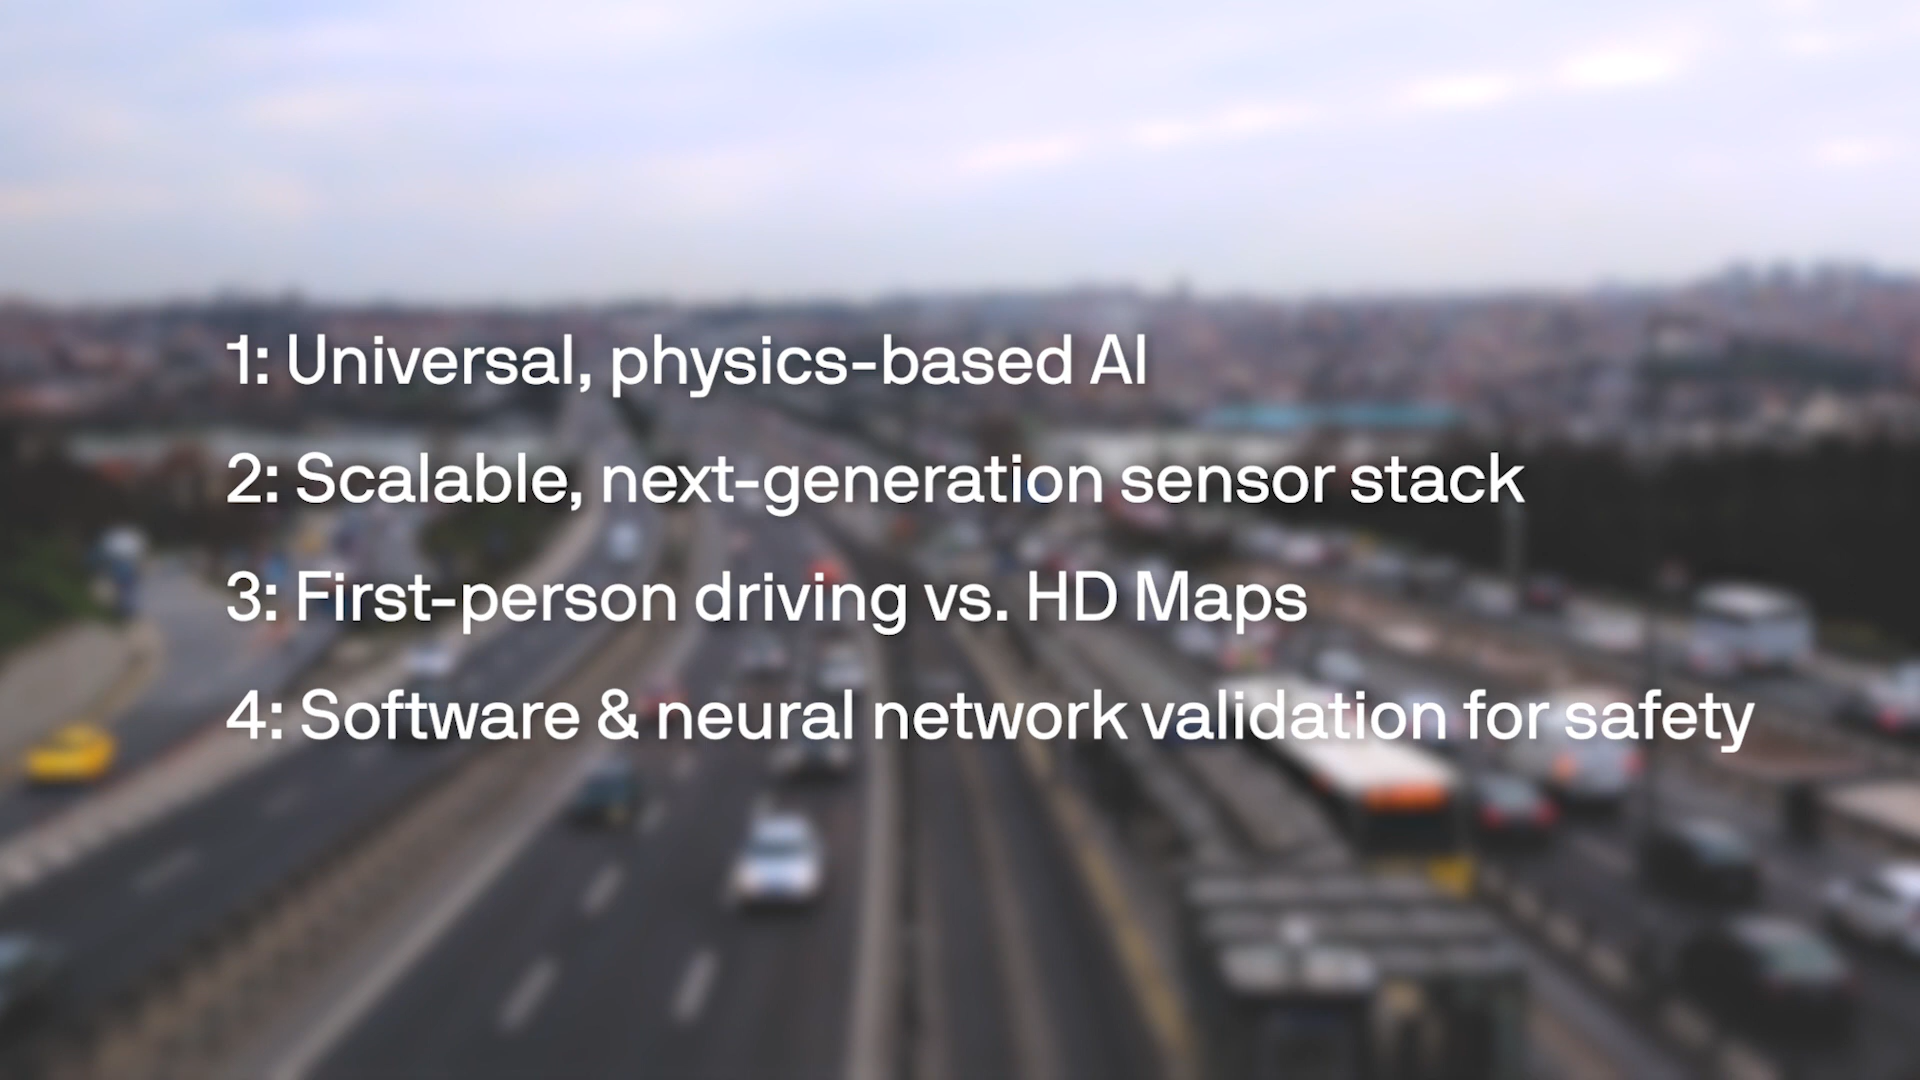 1: Universal, physics-based AI
2: Scalable, next-generation sensor stack
3: First-person driving vs. HD Maps
4: Software & neural network validation for safety